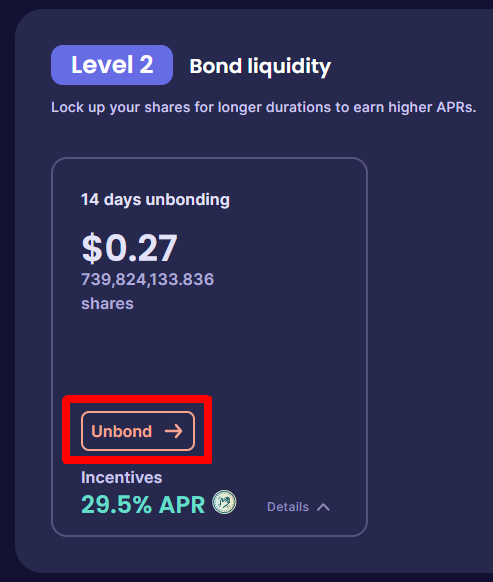 Level 2 Bond liquidity
Lock up your shares for longer durations to earn higher APRs.
14 days unbonding
$0.27
739,824,133.836
shares
Unbond →
Incentives
29.5% APR Details